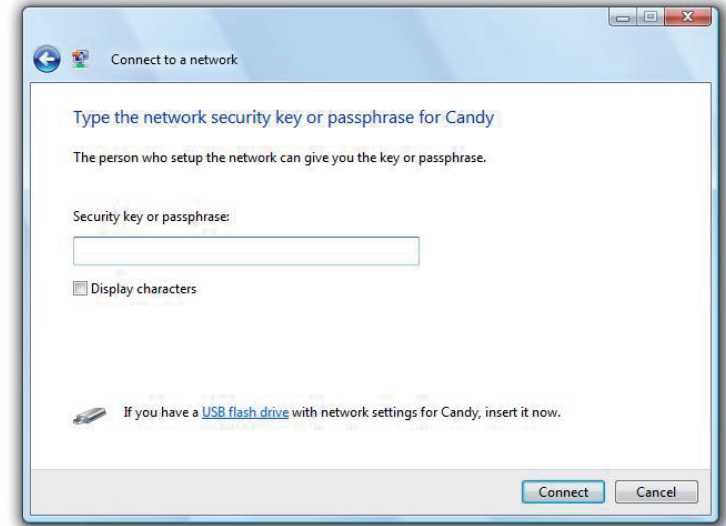 Connect to a network
Type the network security key or passphrase for Candy
The person who setup the network can give you the key or passphrase.
Security key or passphrase:
Display characters
If you have a USB flash drive with network settings for Candy, insert it now.
Connect Cancel